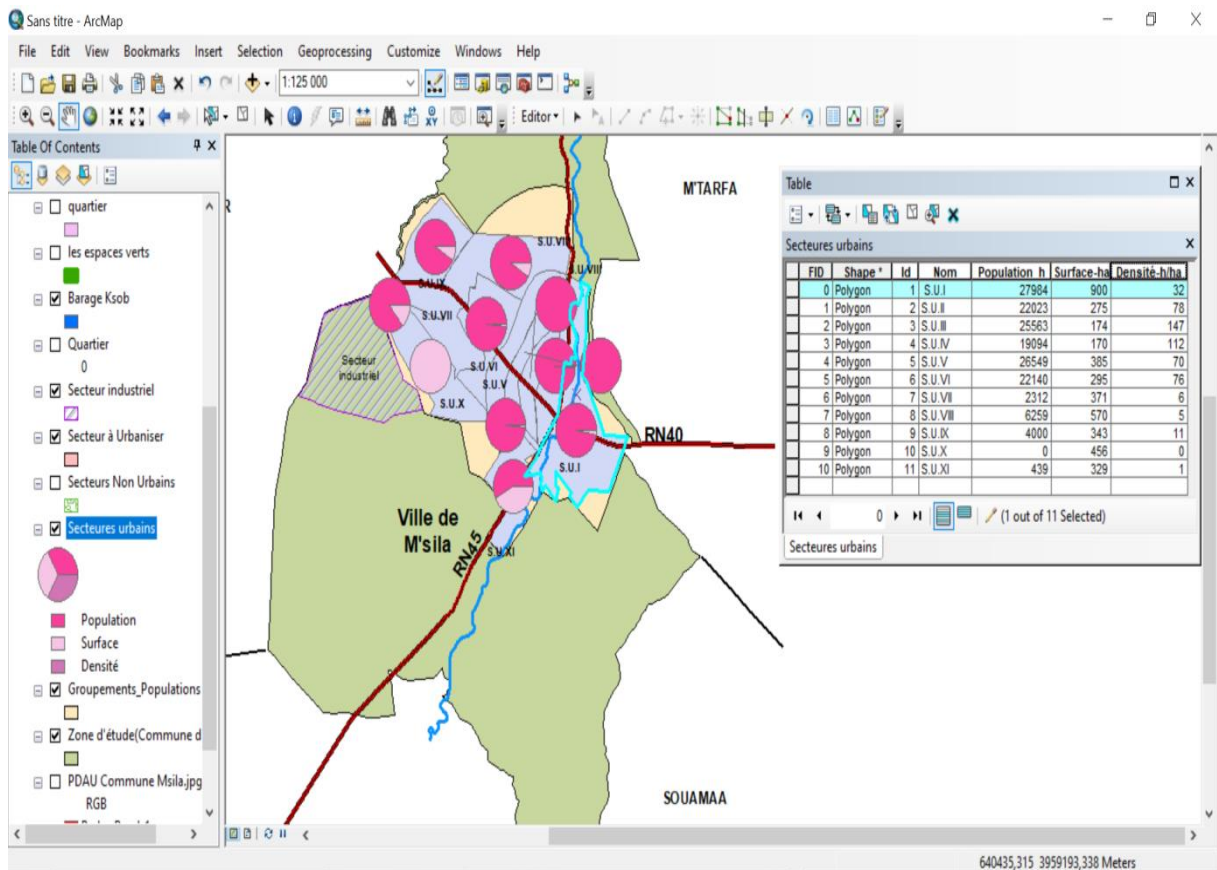 Sans titre - ArcMap
File Edit View Bookmarks Insert Selection Geoprocessing Customize Windows Help
1:125 000
Editor
Table Of Contents
quartier
les espaces verts
Barage Ksob
Quartier
0
Secteur industriel
Secteur à Urbaniser
Secteurs Non Urbains
Secteures urbains
Population
Surface
Densité
Groupements_Populations
Zone d'étude(Commune d
PDAU Commune Msila.jpg
RGB
R
M'TARFA
S.U.VIII
S.U.VIII
S.U.IX
S.U.VII
Secteur
industriel
S.U.VI
S.U.V
S.U.X
RN40
S.U.I
Ville de
M'sila
RN45
S.U.XI
SOUAMAA
Table
Secteures urbains
FID Shape * Id Nom Population_h Surface-ha Densité-h/ha
0 Polygon 1 S.U.I 27984 900 32
1 Polygon 2 S.U.II 22023 275 78
2 Polygon 3 S.U.III 25563 174 147
3 Polygon 4 S.U.IV 19094 170 112
4 Polygon 5 S.U.V 26549 385 70
5 Polygon 6 S.U.VI 22140 295 76
6 Polygon 7 S.U.VII 2312 371 6
7 Polygon 8 S.U.VIII 6259 570 5
8 Polygon 9 S.U.IX 4000 343 11
9 Polygon 10 S.U.X 0 456 0
10 Polygon 11 S.U.XI 439 329 1
0 (1 out of 11 Selected)
Secteures urbains
640435,315 3959193,338 Meters